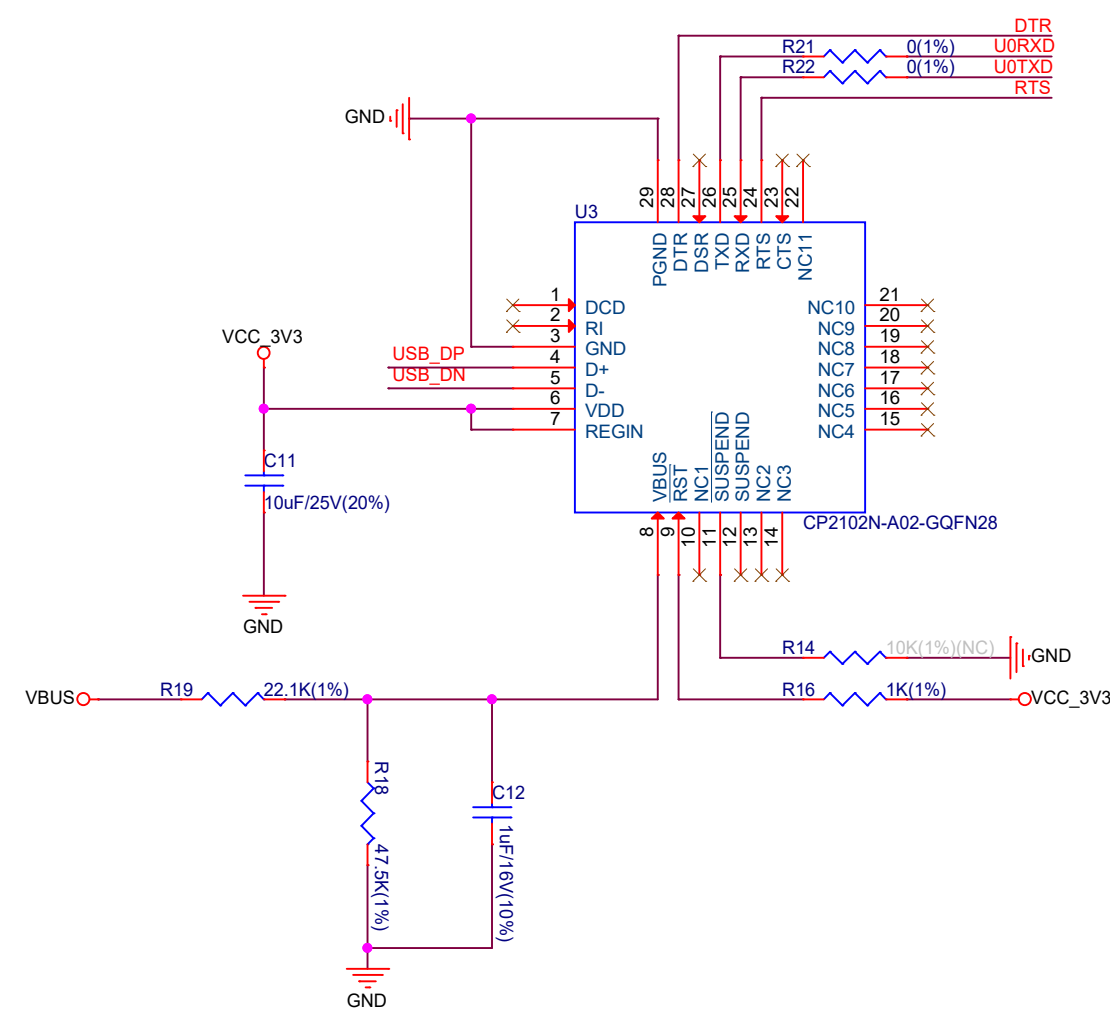 DTR
R21 0(1%) U0RXD
R22 0(1%) U0TXD
RTS
GND
29 28 27 26 25 24 23 22
U3
PGND DTR DSR TXD RXD RTS CTS NC11
1 DCD
2 RI
3 GND
USB_DP 4 D+
USB_DN 5 D-
6 VDD
7 REGIN
NC10 21
NC9 20
NC8 19
NC7 18
NC6 17
NC5 16
NC4 15
VCC_3V3
C11
10uF/25V(20%)
GND
VBUS RST NC1 SUSPEND SUSPEND NC2 NC3
8 9 10 11 12 13 14
CP2102N-A02-GQFN28
R14 10K(1%)(NC) GND
R16 1K(1%) VCC_3V3
VBUS R19 22.1K(1%)
R18
47.5K(1%)
C12
1uF/16V(10%)
GND